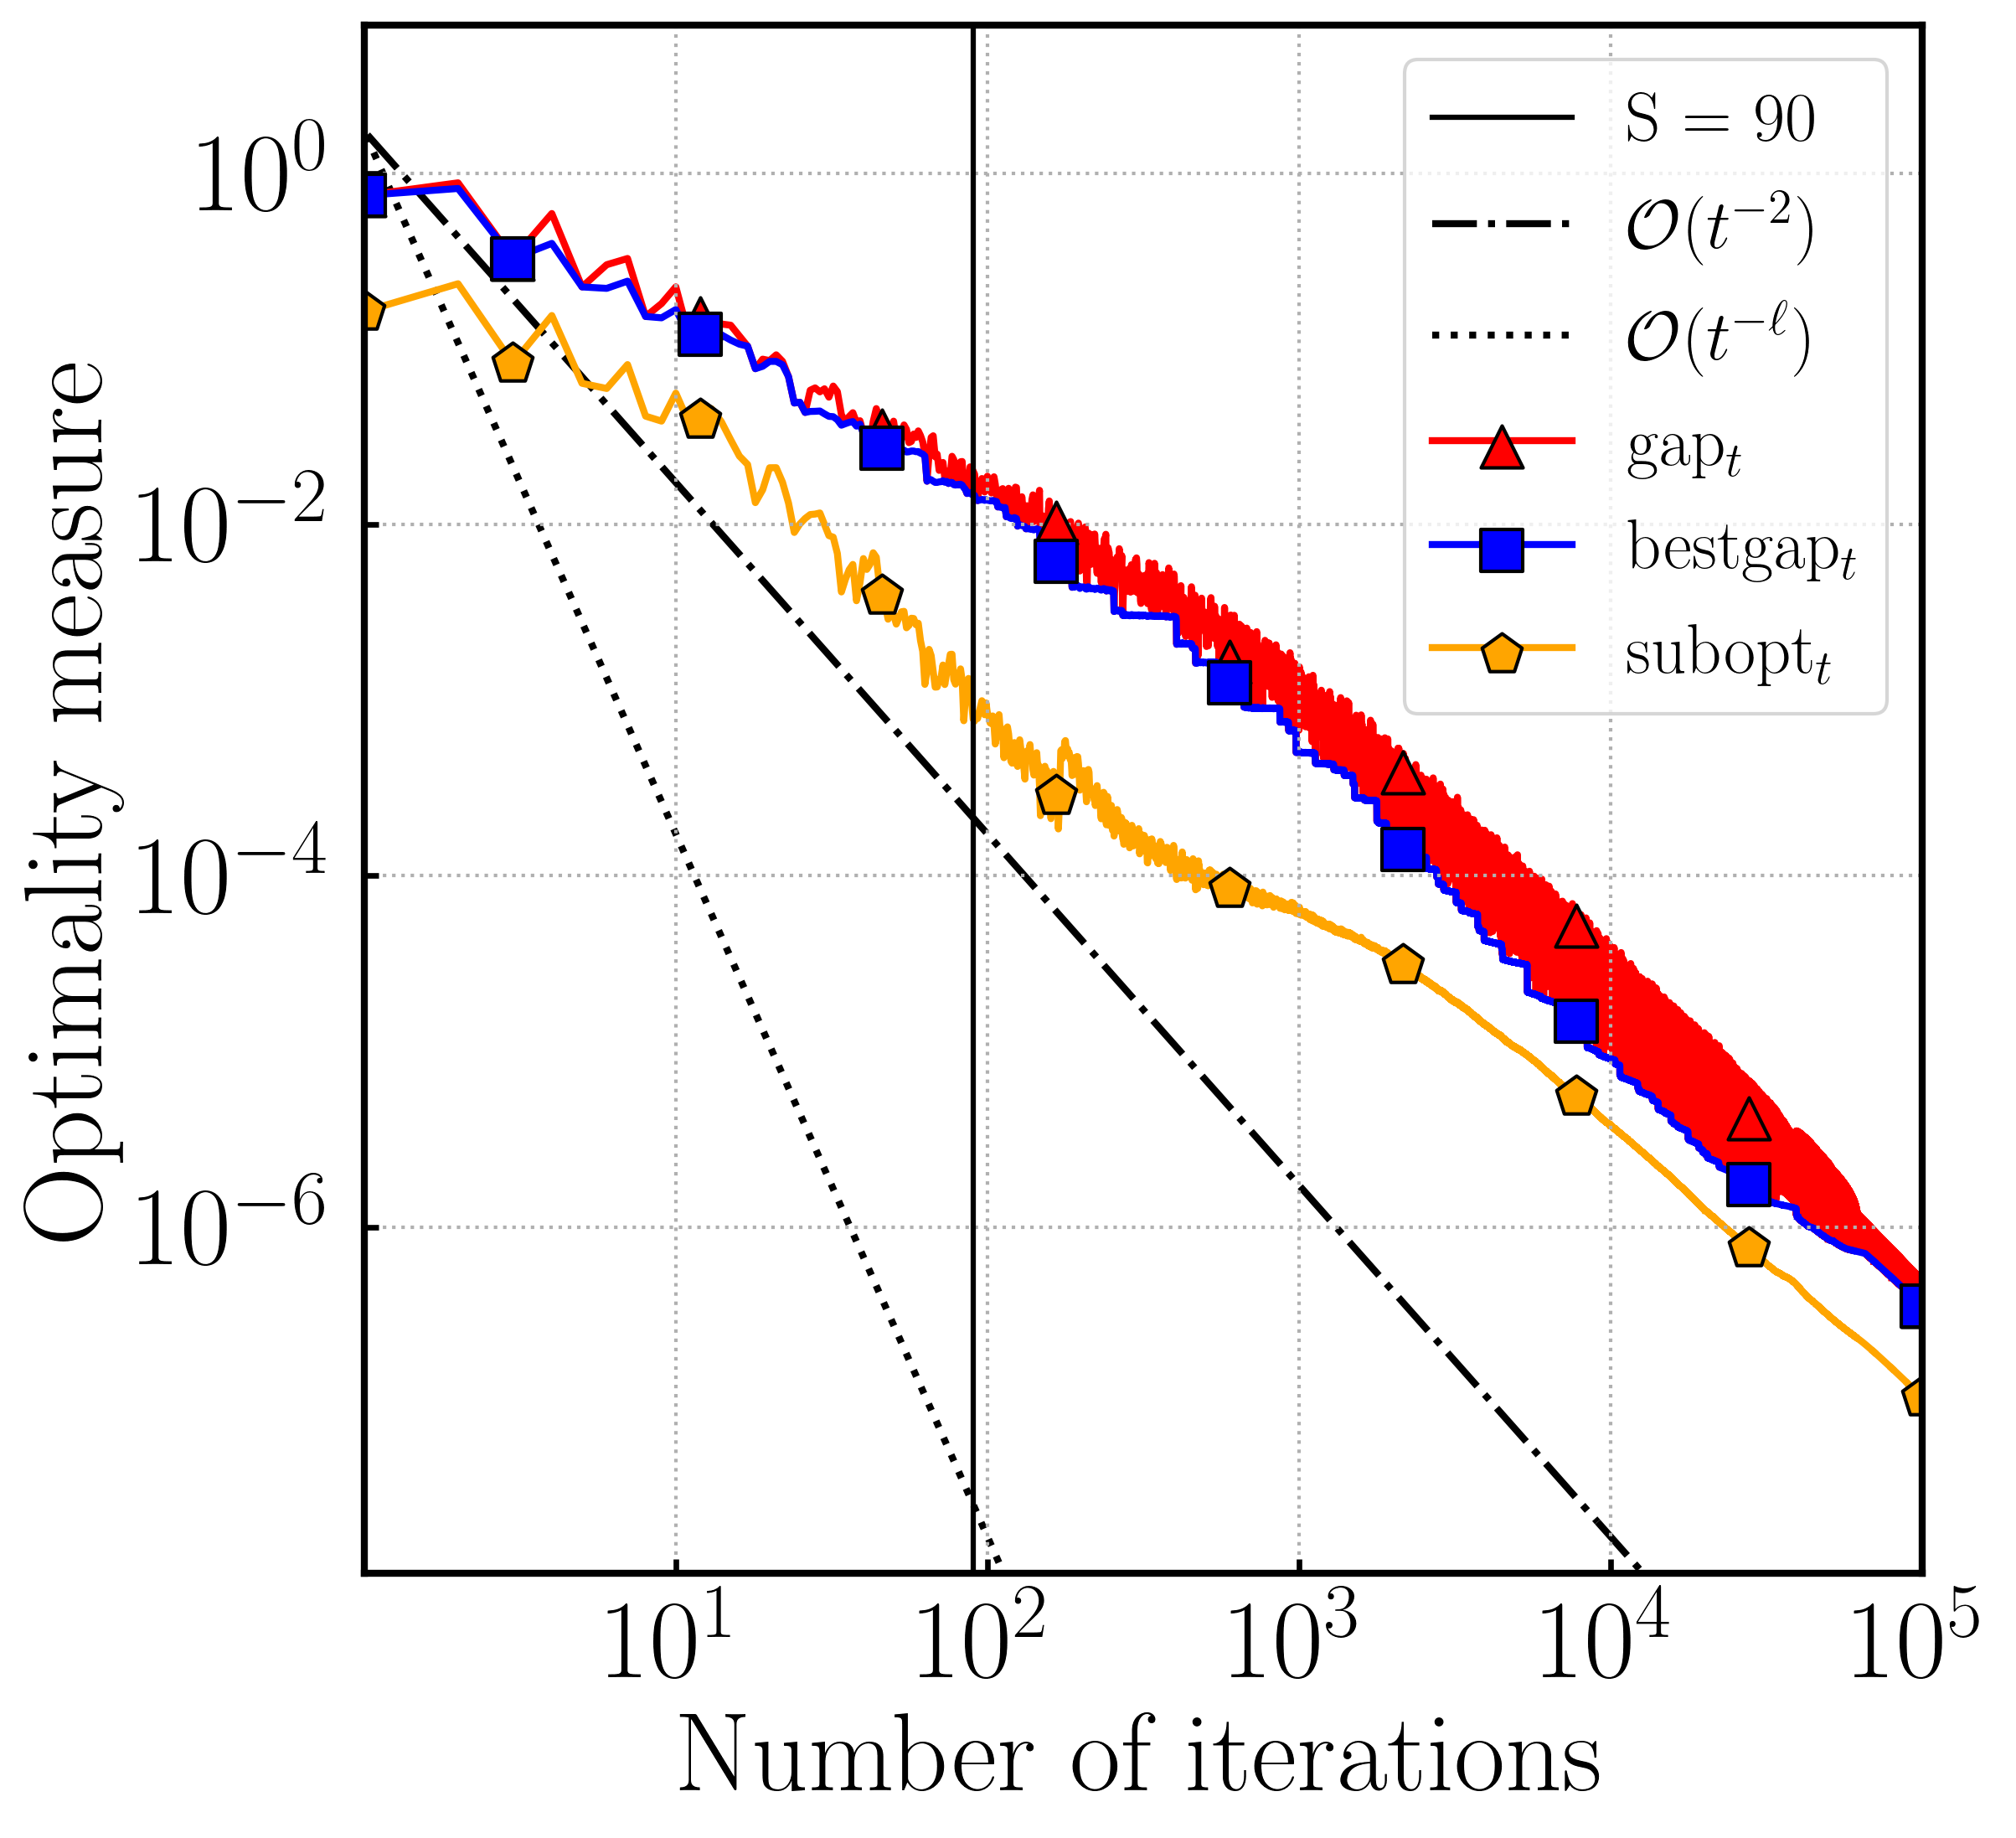 Optimality measure
10⁰
10⁻²
10⁻⁴
10⁻⁶
S = 90
𝒪(t⁻²)
𝒪(t⁻ℓ)
gapₜ
bestgapₜ
suboptₜ
10¹ 10² 10³ 10⁴ 10⁵
Number of iterations